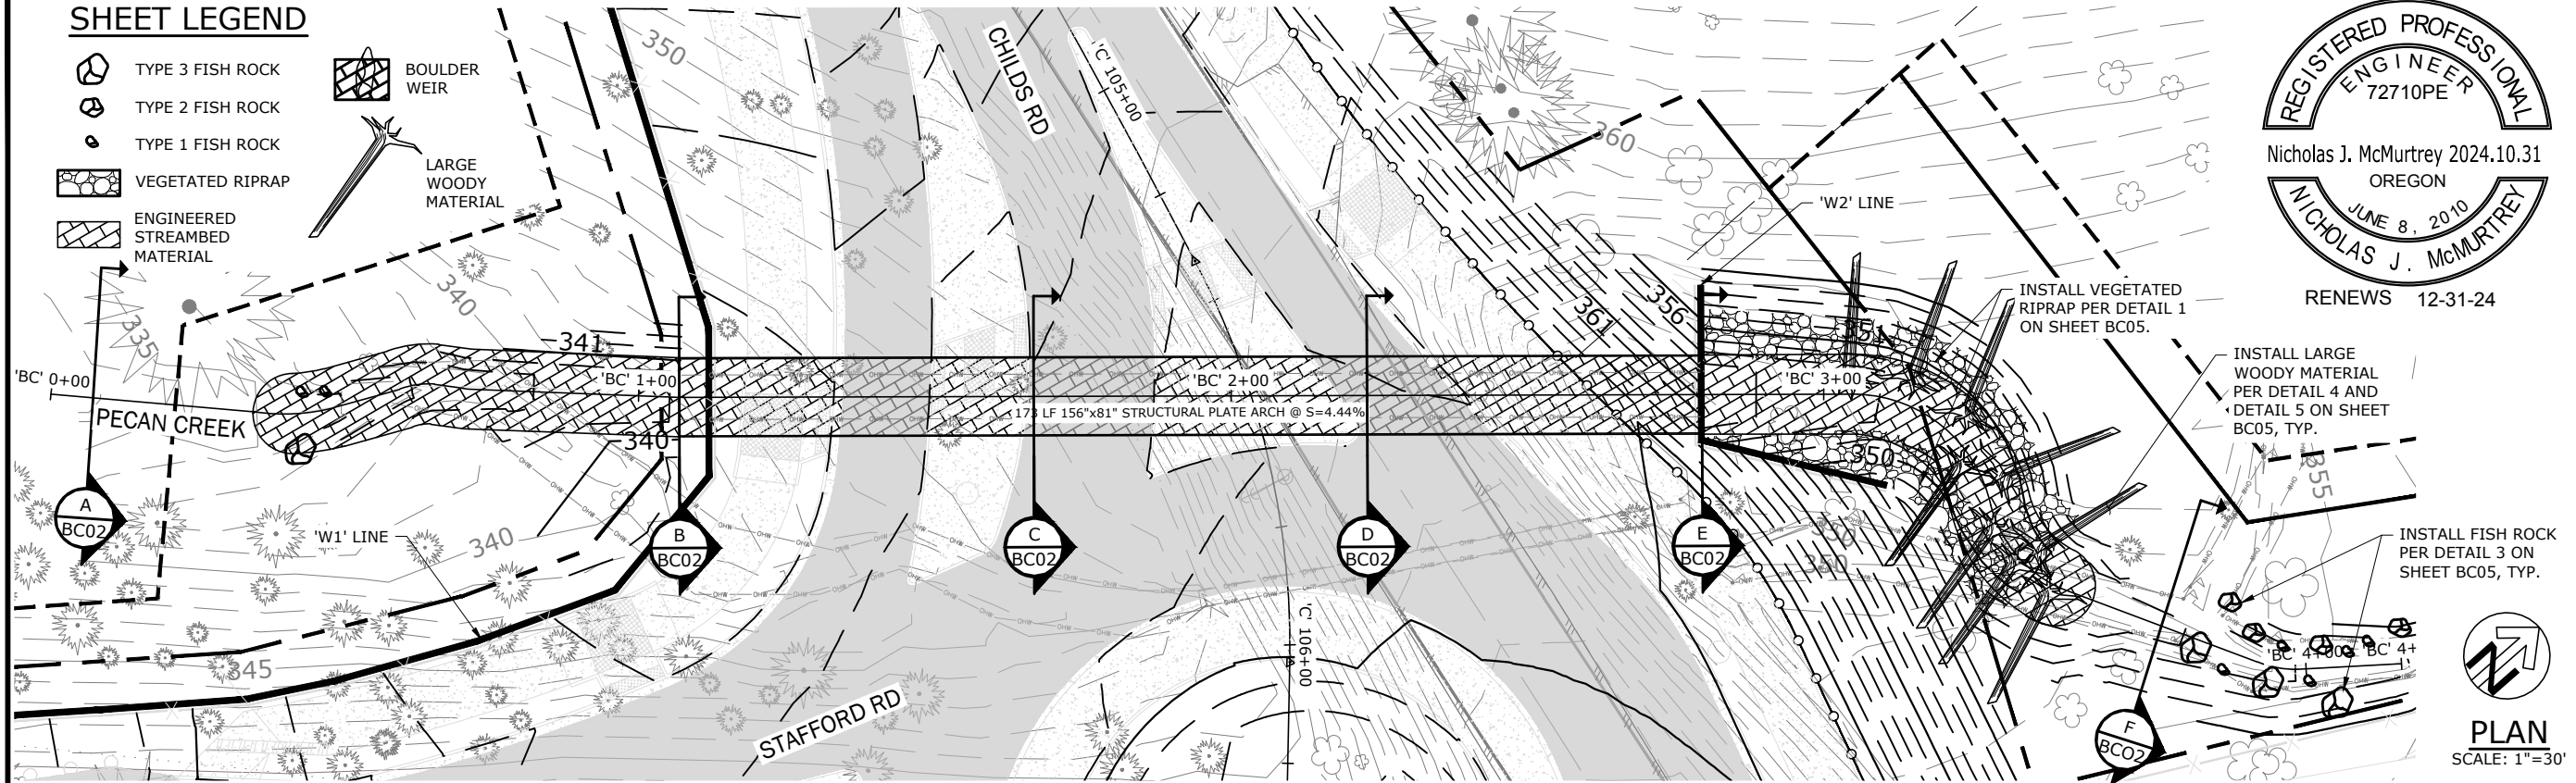 SHEET LEGEND
TYPE 3 FISH ROCK
TYPE 2 FISH ROCK
TYPE 1 FISH ROCK
VEGETATED RIPRAP
ENGINEERED
STREAMBED
MATERIAL
BOULDER
WEIR
LARGE
WOODY
MATERIAL
350
CHILDS RD
'C' 105+00
360
'W2' LINE
REGISTERED PROFESSIONAL
ENGINEER
72710PE
Nicholas J. McMurtrey 2024.10.31
OREGON
JUNE 8, 2010
NICHOLAS J. McMURTREY
RENEWS 12-31-24
INSTALL VEGETATED
RIPRAP PER DETAIL 1
ON SHEET BC05.
INSTALL LARGE
WOODY MATERIAL
PER DETAIL 4 AND
DETAIL 5 ON SHEET
BC05, TYP.
INSTALL FISH ROCK
PER DETAIL 3 ON
SHEET BC05, TYP.
335
340
341
356
361
351
'BC' 0+00
'BC' 1+00
'BC' 2+00
'BC' 3+00
PECAN CREEK
173 LF 156"x81" STRUCTURAL PLATE ARCH @ S=4.44%
340
350
355
A
BC02
B
BC02
C
BC02
D
BC02
E
BC02
F
BC02
'W1' LINE
340
350
350
345
'C' 106+00
STAFFORD RD
'BC' 4+00
'BC' 4+
OHW
PLAN
SCALE: 1"=30'